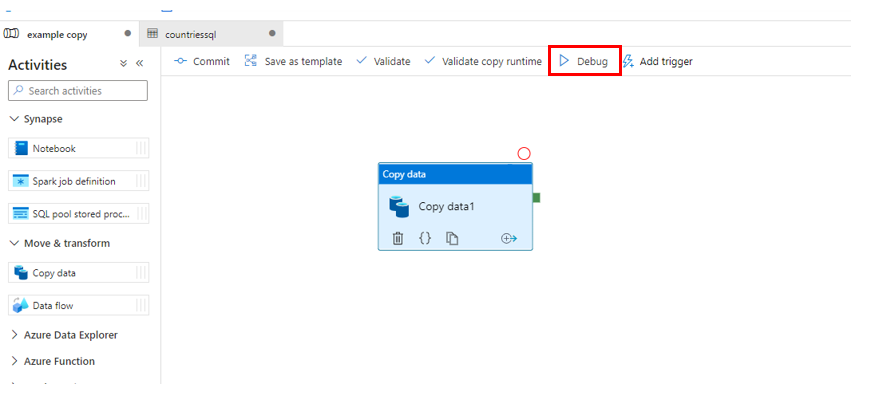 example copy
countriessql
Activities
Commit
Save as template
Validate
Validate copy runtime
Debug
Add trigger
Search activities
Synapse
Notebook
Spark job definition
SQL pool stored proc...
Move & transform
Copy data
Data flow
Azure Data Explorer
Azure Function
Copy data
Copy data1